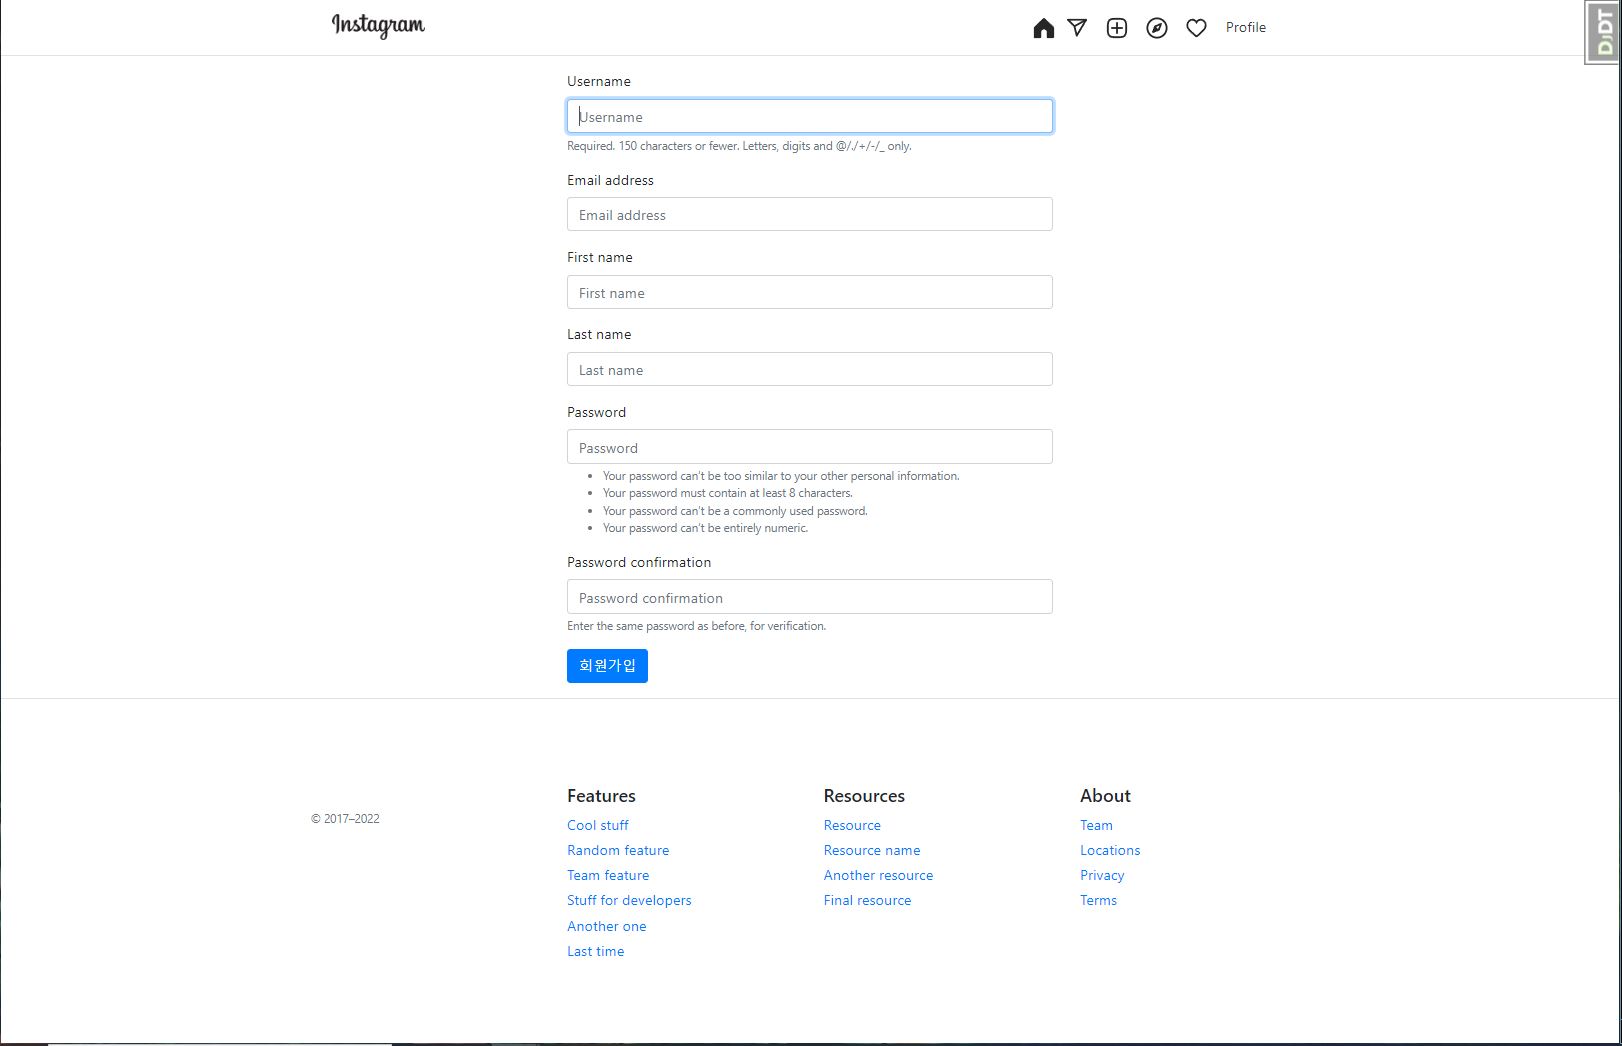 Instagram
Profile
DjDT
Username
Username
Required. 150 characters or fewer. Letters, digits and @/./+/-/_ only.
Email address
Email address
First name
First name
Last name
Last name
Password
Password
Your password can't be too similar to your other personal information.
Your password must contain at least 8 characters.
Your password can't be a commonly used password.
Your password can't be entirely numeric.
Password confirmation
Password confirmation
Enter the same password as before, for verification.
회원가입
© 2017–2022
Features
Cool stuff
Random feature
Team feature
Stuff for developers
Another one
Last time
Resources
Resource
Resource name
Another resource
Final resource
About
Team
Locations
Privacy
Terms